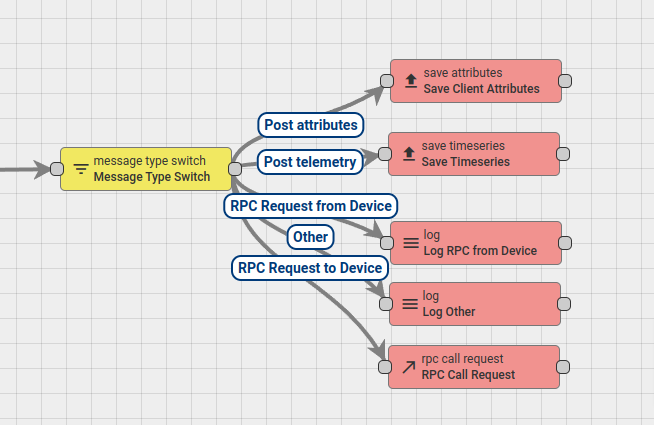 save attributes
Save Client Attributes
Post attributes
save timeseries
Save Timeseries
message type switch
Message Type Switch
Post telemetry
RPC Request from Device
log
Log RPC from Device
Other
RPC Request to Device
log
Log Other
rpc call request
RPC Call Request